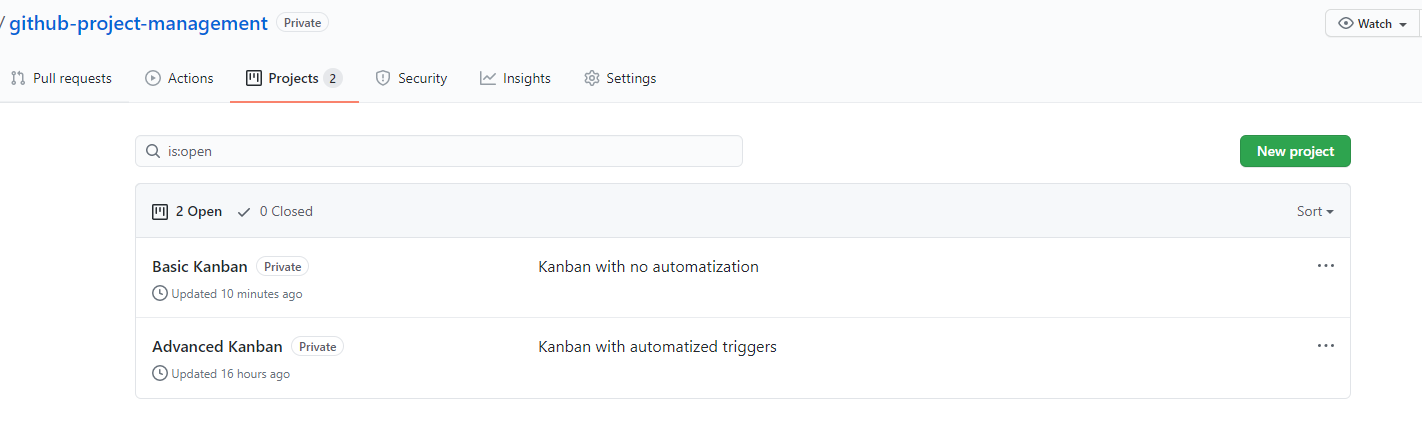 / github-project-management Private
Watch
Pull requests Actions Projects 2 Security Insights Settings
is:open
New project
2 Open 0 Closed Sort
Basic Kanban Private Kanban with no automatization
Updated 10 minutes ago
Advanced Kanban Private Kanban with automatized triggers
Updated 16 hours ago